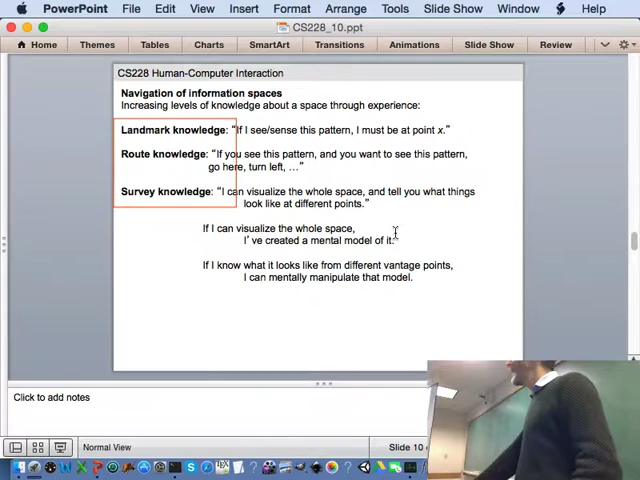 PowerPoint File Edit View Insert Format Arrange Tools Slide Show Window Help
CS228_10.ppt
Home Themes Tables Charts SmartArt Transitions Animations Slide Show Review
CS228 Human-Computer Interaction
Navigation of information spaces
Increasing levels of knowledge about a space through experience:
Landmark knowledge: “If I see/sense this pattern, I must be at point x.”
Route knowledge: “If you see this pattern, and you want to see this pattern,
go here, turn left, …”
Survey knowledge: “I can visualize the whole space, and tell you what things
look like at different points.”
If I can visualize the whole space,
I’ve created a mental model of it.
If I know what it looks like from different vantage points,
I can mentally manipulate that model.
Click to add notes
Normal View Slide 10